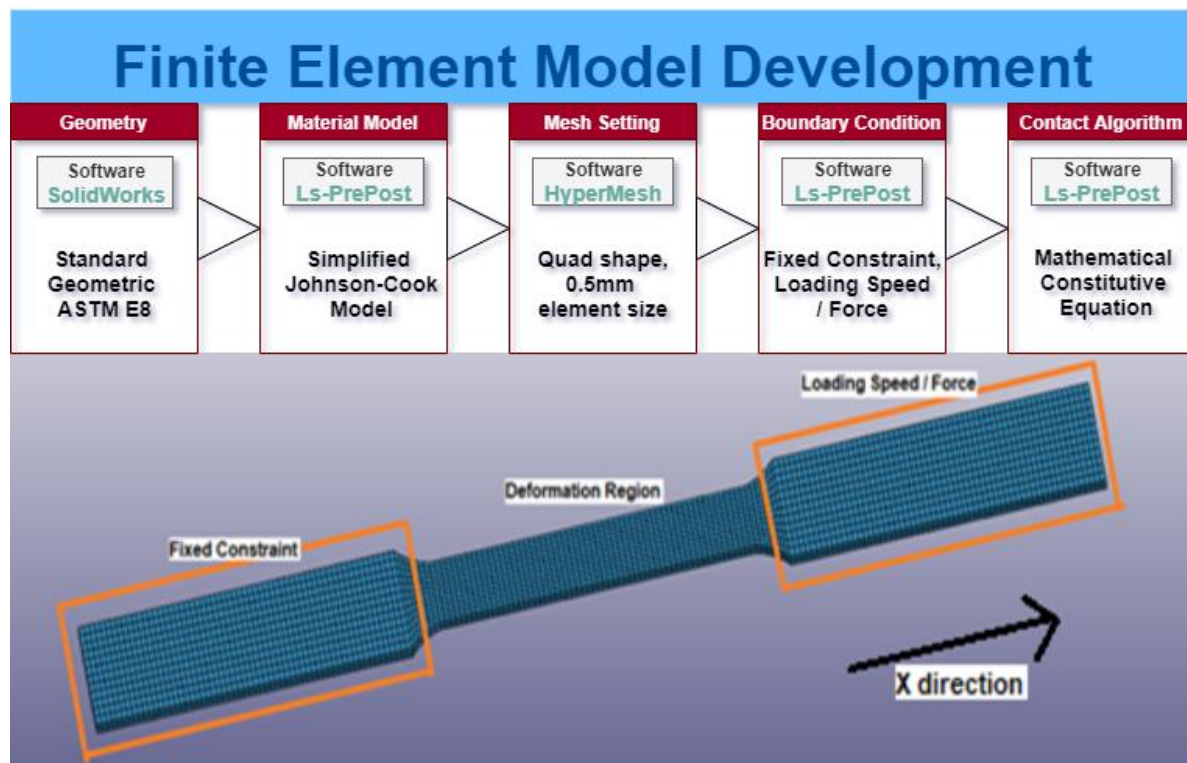 Finite Element Model Development
Geometry
Software
SolidWorks
Standard
Geometric
ASTM E8
Material Model
Software
Ls-PrePost
Simplified
Johnson-Cook
Model
Mesh Setting
Software
HyperMesh
Quad shape,
0.5mm
element size
Boundary Condition
Software
Ls-PrePost
Fixed Constraint,
Loading Speed
/ Force
Contact Algorithm
Software
Ls-PrePost
Mathematical
Constitutive
Equation
Loading Speed / Force
Deformation Region
Fixed Constraint
X direction